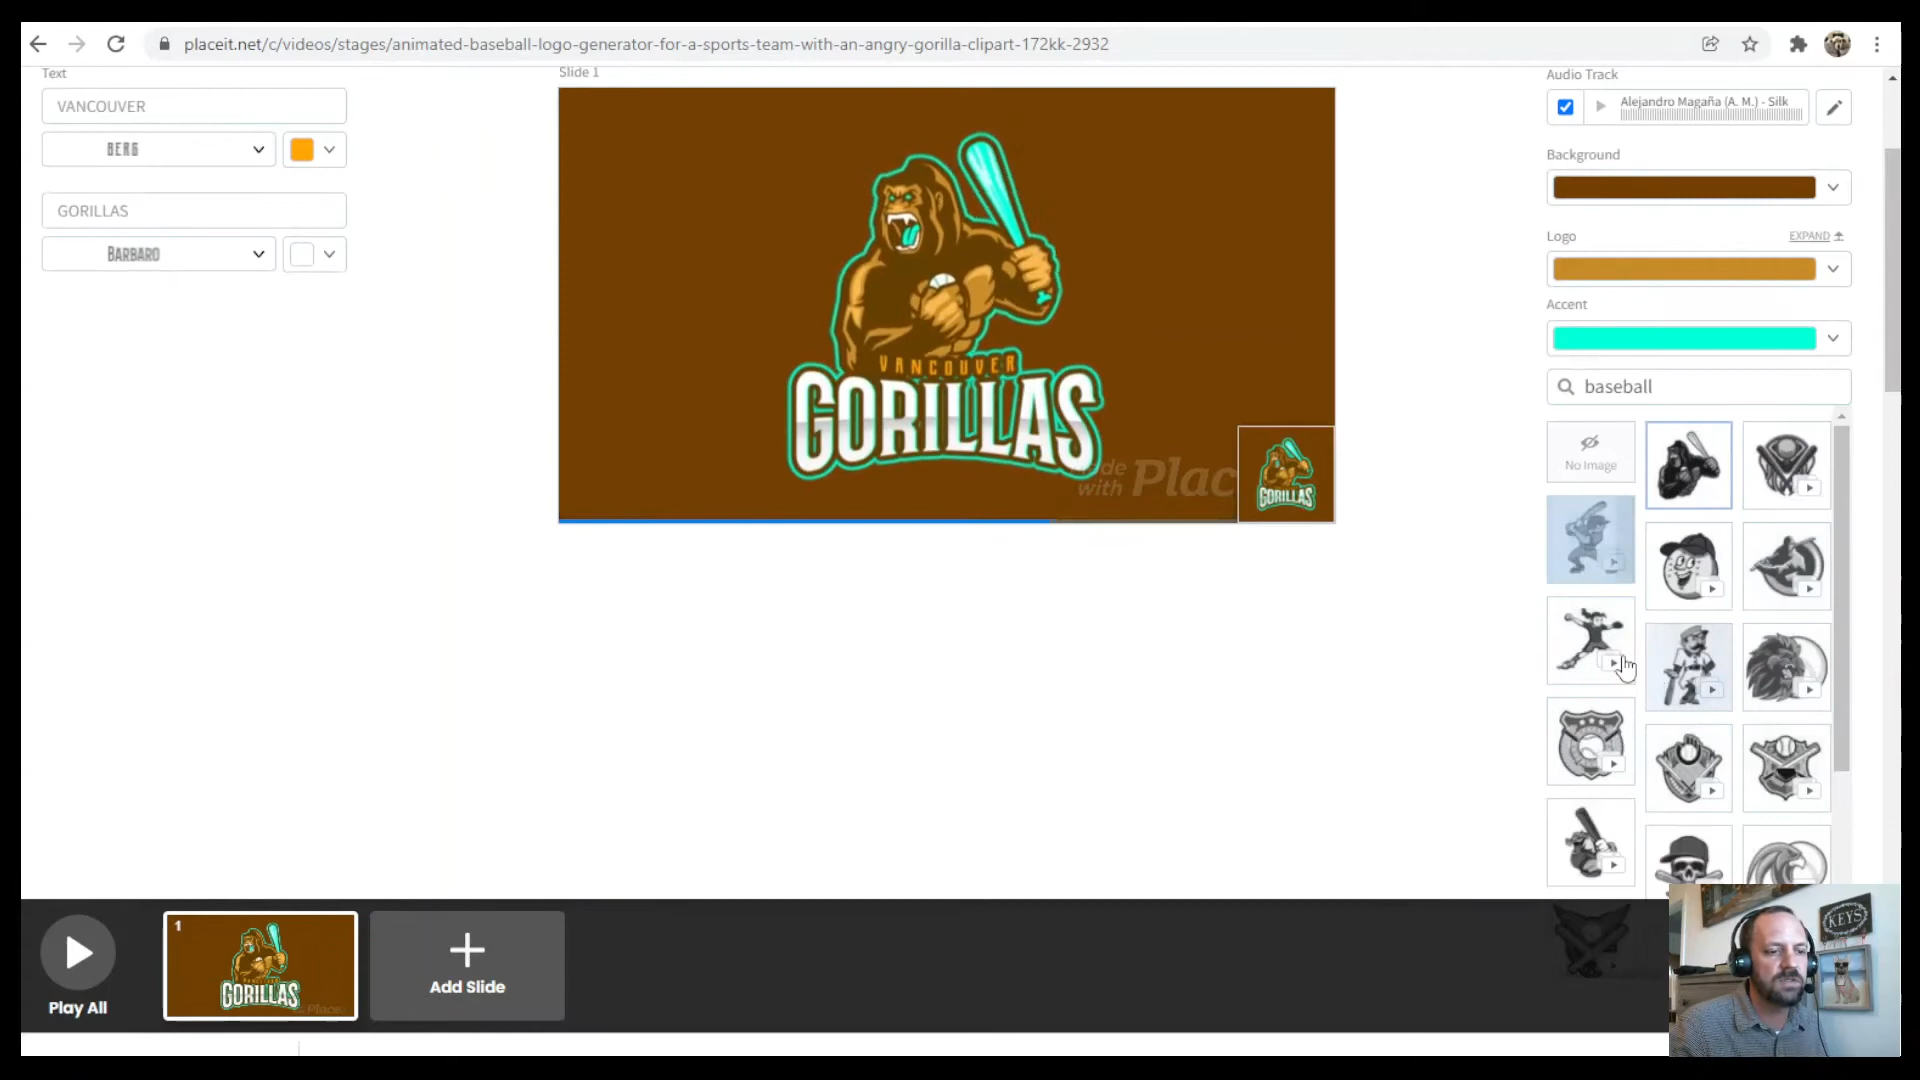 placeit.net/c/videos/stages/animated-baseball-logo-generator-for-a-sports-team-with-an-angry-gorilla-clipart-172kk-2932
Text
VANCOUVER
BERG
GORILLAS
BARBARO
Slide 1
VANCOUVER
GORILLAS
made
with Plac
GORILLAS
Audio Track
Alejandro Magaña (A. M.) - Silk
Background
Logo
EXPAND
Accent
baseball
No Image
Play All
1
VANCOUVER
GORILLAS
Add Slide
KEYS